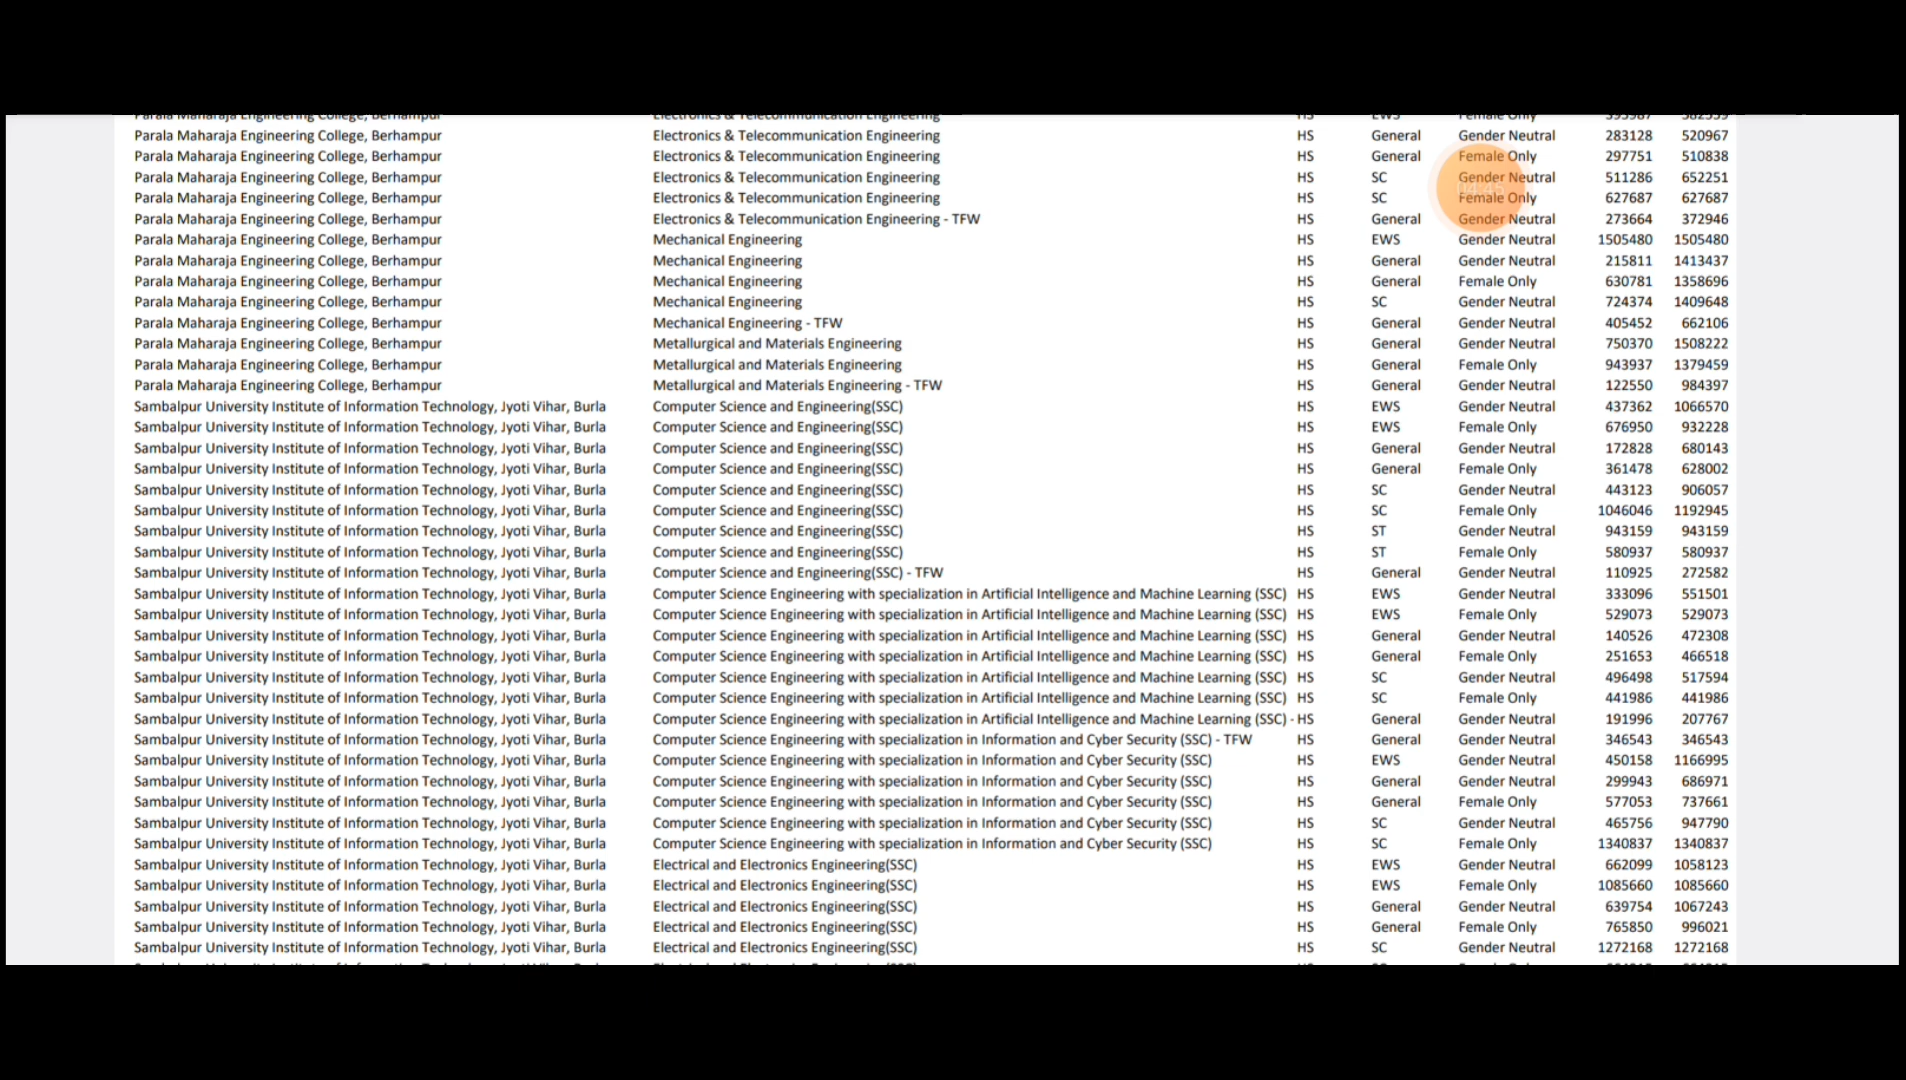 Parala Maharaja Engineering College, Berhampur Electronics & Telecommunication Engineering HS EWS Female Only
Parala Maharaja Engineering College, Berhampur Electronics & Telecommunication Engineering HS General Gender Neutral 283128 520967
Parala Maharaja Engineering College, Berhampur Electronics & Telecommunication Engineering HS General Female Only 297751 510838
Parala Maharaja Engineering College, Berhampur Electronics & Telecommunication Engineering HS SC Gender Neutral 511286 652251
04:45
Parala Maharaja Engineering College, Berhampur Electronics & Telecommunication Engineering HS SC Female Only 627687 627687
Parala Maharaja Engineering College, Berhampur Electronics & Telecommunication Engineering - TFW HS General Gender Neutral 273664 372946
Parala Maharaja Engineering College, Berhampur Mechanical Engineering HS EWS Gender Neutral 1505480 1505480
Parala Maharaja Engineering College, Berhampur Mechanical Engineering HS General Gender Neutral 215811 1413437
Parala Maharaja Engineering College, Berhampur Mechanical Engineering HS General Female Only 630781 1358696
Parala Maharaja Engineering College, Berhampur Mechanical Engineering HS SC Gender Neutral 724374 1409648
Parala Maharaja Engineering College, Berhampur Mechanical Engineering - TFW HS General Gender Neutral 405452 662106
Parala Maharaja Engineering College, Berhampur Metallurgical and Materials Engineering HS General Gender Neutral 750370 1508222
Parala Maharaja Engineering College, Berhampur Metallurgical and Materials Engineering HS General Female Only 943937 1379459
Parala Maharaja Engineering College, Berhampur Metallurgical and Materials Engineering - TFW HS General Gender Neutral 122550 984397
Sambalpur University Institute of Information Technology, Jyoti Vihar, Burla Computer Science and Engineering(SSC) HS EWS Gender Neutral 437362 1066570
Sambalpur University Institute of Information Technology, Jyoti Vihar, Burla Computer Science and Engineering(SSC) HS EWS Female Only 676950 932228
Sambalpur University Institute of Information Technology, Jyoti Vihar, Burla Computer Science and Engineering(SSC) HS General Gender Neutral 172828 680143
Sambalpur University Institute of Information Technology, Jyoti Vihar, Burla Computer Science and Engineering(SSC) HS General Female Only 361478 628002
Sambalpur University Institute of Information Technology, Jyoti Vihar, Burla Computer Science and Engineering(SSC) HS SC Gender Neutral 443123 906057
Sambalpur University Institute of Information Technology, Jyoti Vihar, Burla Computer Science and Engineering(SSC) HS SC Female Only 1046046 1192945
Sambalpur University Institute of Information Technology, Jyoti Vihar, Burla Computer Science and Engineering(SSC) HS ST Gender Neutral 943159 943159
Sambalpur University Institute of Information Technology, Jyoti Vihar, Burla Computer Science and Engineering(SSC) HS ST Female Only 580937 580937
Sambalpur University Institute of Information Technology, Jyoti Vihar, Burla Computer Science and Engineering(SSC) - TFW HS General Gender Neutral 110925 272582
Sambalpur University Institute of Information Technology, Jyoti Vihar, Burla Computer Science Engineering with specialization in Artificial Intelligence and Machine Learning (SSC) HS EWS Gender Neutral 333096 551501
Sambalpur University Institute of Information Technology, Jyoti Vihar, Burla Computer Science Engineering with specialization in Artificial Intelligence and Machine Learning (SSC) HS EWS Female Only 529073 529073
Sambalpur University Institute of Information Technology, Jyoti Vihar, Burla Computer Science Engineering with specialization in Artificial Intelligence and Machine Learning (SSC) HS General Gender Neutral 140526 472308
Sambalpur University Institute of Information Technology, Jyoti Vihar, Burla Computer Science Engineering with specialization in Artificial Intelligence and Machine Learning (SSC) HS General Female Only 251653 466518
Sambalpur University Institute of Information Technology, Jyoti Vihar, Burla Computer Science Engineering with specialization in Artificial Intelligence and Machine Learning (SSC) HS SC Gender Neutral 496498 517594
Sambalpur University Institute of Information Technology, Jyoti Vihar, Burla Computer Science Engineering with specialization in Artificial Intelligence and Machine Learning (SSC) HS SC Female Only 441986 441986
Sambalpur University Institute of Information Technology, Jyoti Vihar, Burla Computer Science Engineering with specialization in Artificial Intelligence and Machine Learning (SSC) - HS General Gender Neutral 191996 207767
Sambalpur University Institute of Information Technology, Jyoti Vihar, Burla Computer Science Engineering with specialization in Information and Cyber Security (SSC) - TFW HS General Gender Neutral 346543 346543
Sambalpur University Institute of Information Technology, Jyoti Vihar, Burla Computer Science Engineering with specialization in Information and Cyber Security (SSC) HS EWS Gender Neutral 450158 1166995
Sambalpur University Institute of Information Technology, Jyoti Vihar, Burla Computer Science Engineering with specialization in Information and Cyber Security (SSC) HS General Gender Neutral 299943 686971
Sambalpur University Institute of Information Technology, Jyoti Vihar, Burla Computer Science Engineering with specialization in Information and Cyber Security (SSC) HS General Female Only 577053 737661
Sambalpur University Institute of Information Technology, Jyoti Vihar, Burla Computer Science Engineering with specialization in Information and Cyber Security (SSC) HS SC Gender Neutral 465756 947790
Sambalpur University Institute of Information Technology, Jyoti Vihar, Burla Computer Science Engineering with specialization in Information and Cyber Security (SSC) HS SC Female Only 1340837 1340837
Sambalpur University Institute of Information Technology, Jyoti Vihar, Burla Electrical and Electronics Engineering(SSC) HS EWS Gender Neutral 662099 1058123
Sambalpur University Institute of Information Technology, Jyoti Vihar, Burla Electrical and Electronics Engineering(SSC) HS EWS Female Only 1085660 1085660
Sambalpur University Institute of Information Technology, Jyoti Vihar, Burla Electrical and Electronics Engineering(SSC) HS General Gender Neutral 639754 1067243
Sambalpur University Institute of Information Technology, Jyoti Vihar, Burla Electrical and Electronics Engineering(SSC) HS General Female Only 765850 996021
Sambalpur University Institute of Information Technology, Jyoti Vihar, Burla Electrical and Electronics Engineering(SSC) HS SC Gender Neutral 1272168 1272168